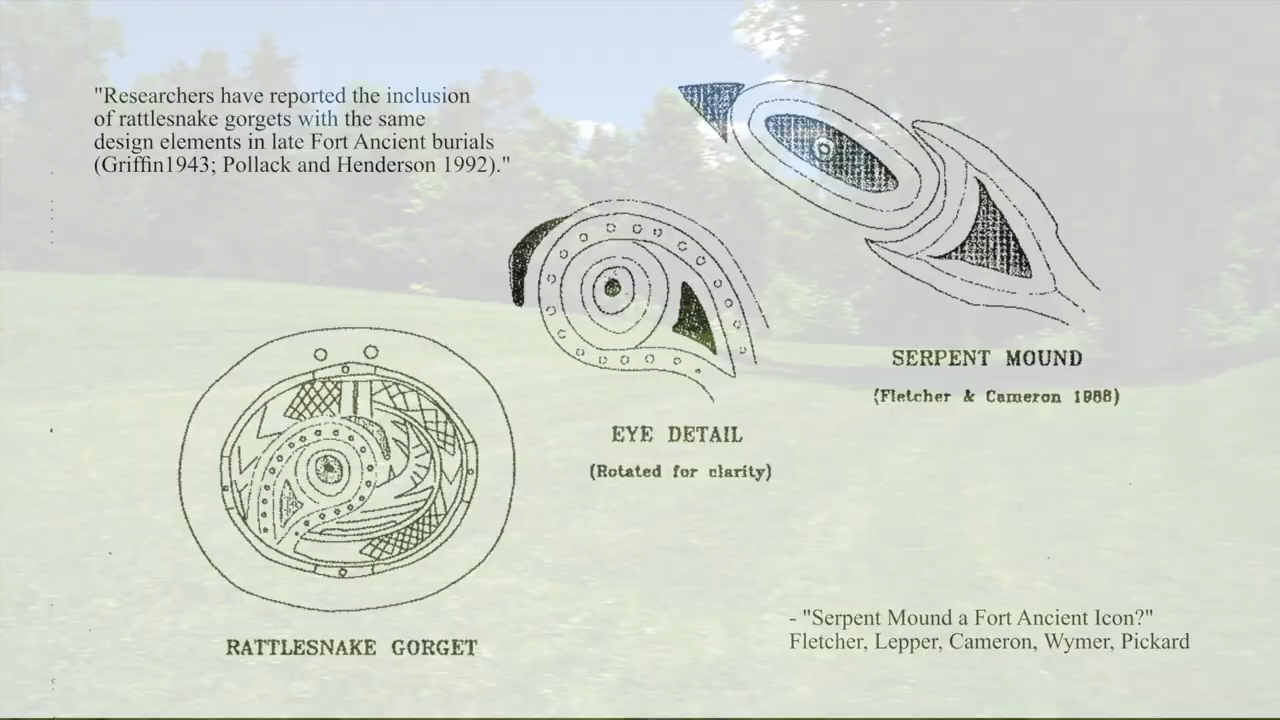 "Researchers have reported the inclusion
of rattlesnake gorgets with the same
design elements in late Fort Ancient burials
(Griffin1943; Pollack and Henderson 1992)."
SERPENT MOUND
(Fletcher & Cameron 1988)
EYE DETAIL
(Rotated for clarity)
RATTLESNAKE GORGET
- "Serpent Mound a Fort Ancient Icon?"
Fletcher, Lepper, Cameron, Wymer, Pickard